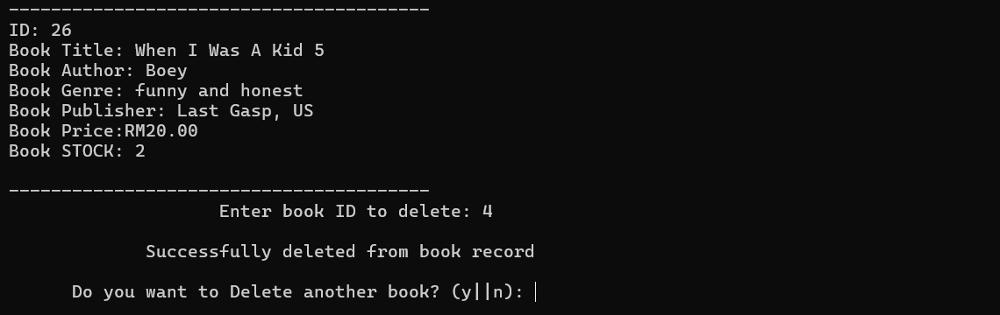 ----------------------------------------
ID: 26
Book Title: When I Was A Kid 5
Book Author: Boey
Book Genre: funny and honest
Book Publisher: Last Gasp, US
Book Price:RM20.00
Book STOCK: 2
----------------------------------------
Enter book ID to delete: 4
Successfully deleted from book record
Do you want to Delete another book? (y||n):